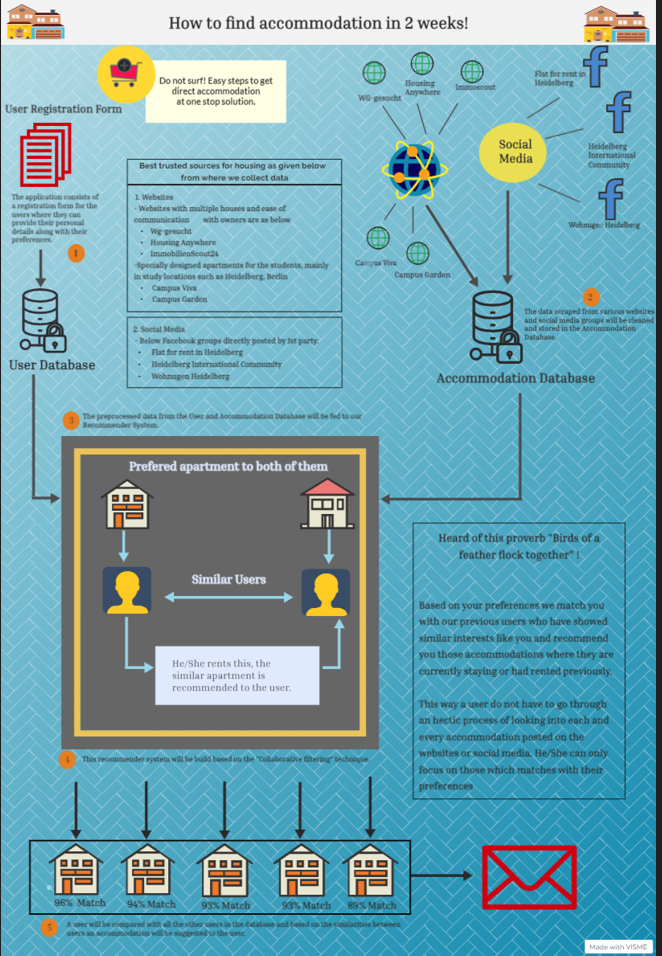 How to find accommodation in 2 weeks!
Do not surf! Easy steps to get
direct accommodation
at one stop solution.
User Registration Form
The application consists of
a registration form for the
users where they can
provide their personal
details along with their
preferences.
1
User Database
Best trusted sources for housing as given below
from where we collect data
1. Websites
- Websites with multiple houses and ease of
communication with owners are as below
• Wg-gesucht
• Housing Anywhere
• ImmobilienScout24
-Specially designed apartments for the students, mainly
in study locations such as Heidelberg, Berlin
• Campus Viva
• Campus Garden
2. Social Media
- Below Facebook groups directly posted by 1st party.
• Flat for rent in Heidelberg
• Heidelberg International Community
• Wohnugen Heidelberg
WG-gesucht
Housing
Anywhere
Immoscout
Campus Viva
Campus Garden
Social
Media
Flat for rent in
Heidelberg
Heidelberg
International
Community
Wohnugen Heidelberg
2
The data scraped from various websites
and social media groups will be cleaned
and stored in the Accommodation
Database.
Accommodation Database
3
The preprocessed data from the User and Accommodation Database will be fed to our
Recommender System.
Prefered apartment to both of them
Similar Users
He/She rents this, the
similar apartment is
recommended to the user.
Heard of this proverb "Birds of a
feather flock together" !
Based on your preferences we match you
with our previous users who have showed
similar interests like you and recommend
you those accommodations where they are
currently staying or had rented previously.
This way a user do not have to go through
an hectic process of looking into each and
every accommodation posted on the
websites or social media. He/She can only
focus on those which matches with their
preferences
4
This recommender system will be build based on the "Collaborative filtering" technique.
96% Match
94% Match
93% Match
93% Match
89% Match
5
A user will be compared with all the other users in the database and based on the similarities between
users an accommodation will be suggested to the user.
Made with VISME